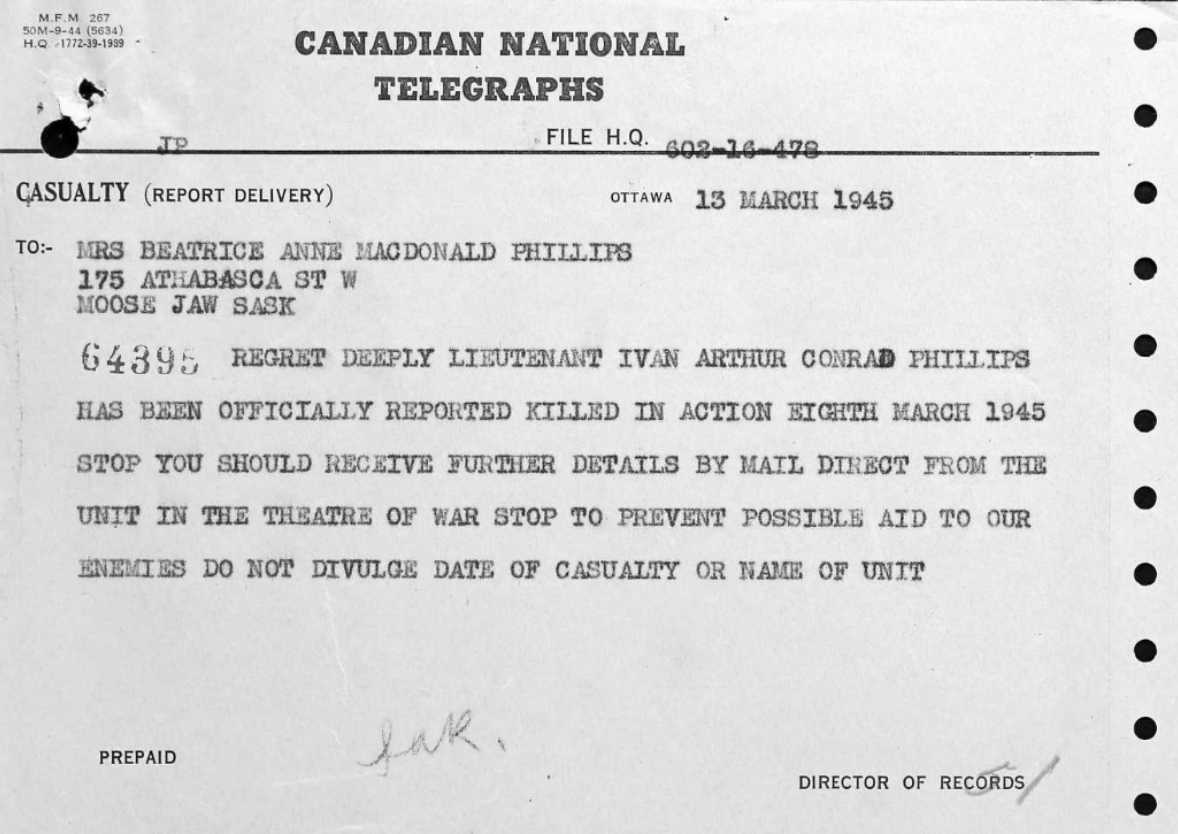 M.F.M. 267
50M-9-44 (5634)
H.Q. 1772-39-1939
CANADIAN NATIONAL
TELEGRAPHS
JP
FILE H.Q. 602-16-478
CASUALTY (REPORT DELIVERY)
OTTAWA 13 MARCH 1945
TO:- MRS BEATRICE ANNE MACDONALD PHILLIPS
175 ATHABASCA ST W
MOOSE JAW SASK
64395 REGRET DEEPLY LIEUTENANT IVAN ARTHUR CONRAD PHILLIPS
HAS BEEN OFFICIALLY REPORTED KILLED IN ACTION EIGHTH MARCH 1945
STOP YOU SHOULD RECEIVE FURTHER DETAILS BY MAIL DIRECT FROM THE
UNIT IN THE THEATRE OF WAR STOP TO PREVENT POSSIBLE AID TO OUR
ENEMIES DO NOT DIVULGE DATE OF CASUALTY OR NAME OF UNIT
PREPAID
DIRECTOR OF RECORDS